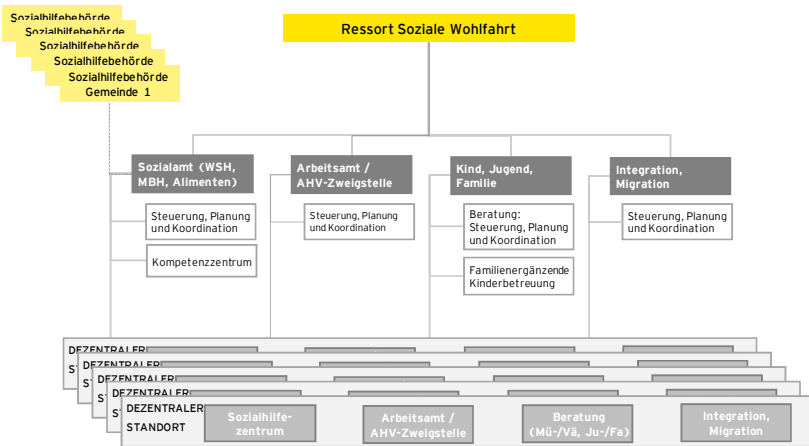 Sozialhilfebehörde
Sozialhilfebehörde
Sozialhilfebehörde
Sozialhilfebehörde
Sozialhilfebehörde
Gemeinde 1
Ressort Soziale Wohlfahrt
Sozialamt (WSH,
MBH, Alimenten)
Arbeitsamt /
AHV-Zweigstelle
Kind, Jugend,
Familie
Integration,
Migration
Steuerung, Planung
und Koordination
Kompetenzzentrum
Steuerung, Planung
und Koordination
Beratung:
Steuerung, Planung
und Koordination
Familienergänzende
Kinderbetreuung
Steuerung, Planung
und Koordination
DEZENTRALER
DEZENTRALER
DEZENTRALER
DEZENTRALER
DEZENTRALER
STANDORT
Sozialhilfe-
zentrum
Arbeitsamt /
AHV-Zweigstelle
Beratung
(Mü-/Vä, Ju-/Fa)
Integration,
Migration